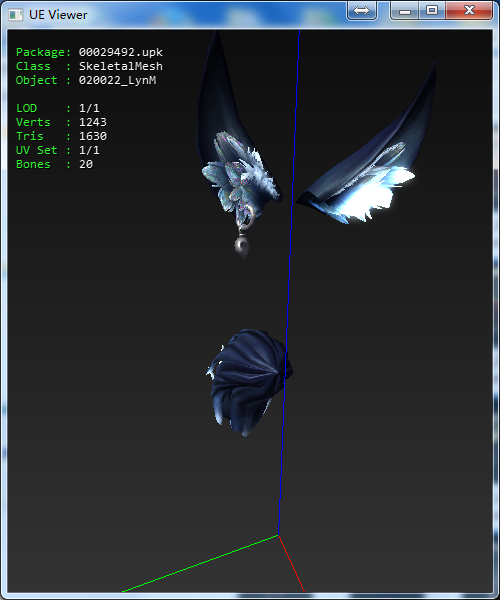 UE Viewer
Package: 00029492.upk
Class : SkeletalMesh
Object : 020022_LynM
LOD : 1/1
Verts : 1243
Tris : 1630
UV Set : 1/1
Bones : 20